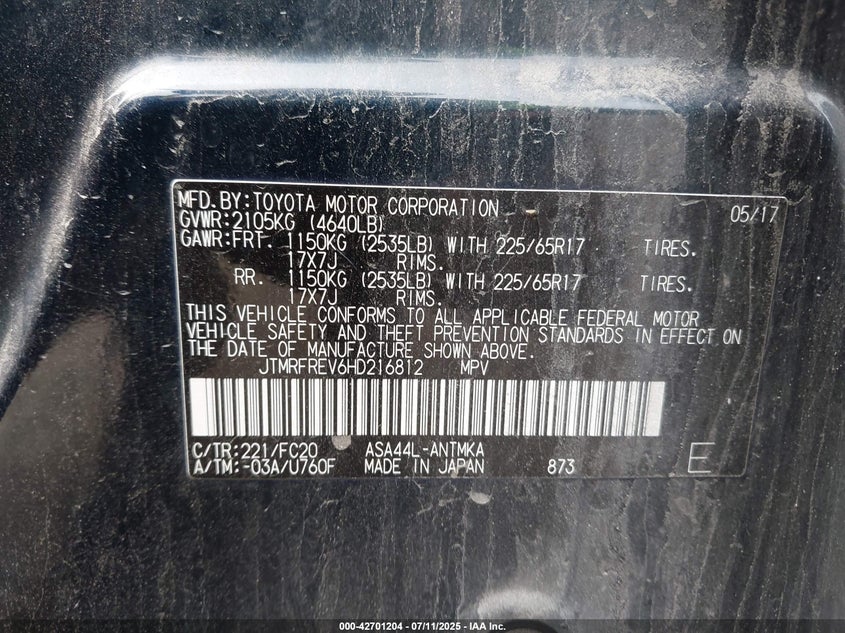 MFD.BY:TOYOTA MOTOR CORPORATION 05/17
GVWR:2105KG (4640LB)
GAWR:FRT. 1150KG (2535LB) WITH 225/65R17 TIRES.
17X7J RIMS.
RR. 1150KG (2535LB) WITH 225/65R17 TIRES.
17X7J RIMS.
THIS VEHICLE CONFORMS TO ALL APPLICABLE FEDERAL MOTOR
VEHICLE SAFETY AND THEFT PREVENTION STANDARDS IN EFFECT ON
THE DATE OF MANUFACTURE SHOWN ABOVE.
JTMRFREV6HD216812 MPV
C/TR:221/FC20 ASA44L-ANTMKA
A/TM:-03A/U760F MADE IN JAPAN 873 E
000-42701204 - 07/11/2025 - IAA Inc.